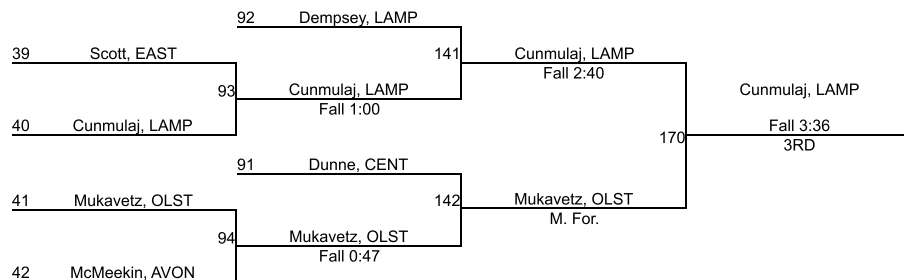 92 Dempsey, LAMP
39 Scott, EAST
141 Cunmulaj, LAMP
Fall 2:40
93 Cunmulaj, LAMP
Fall 1:00
Cunmulaj, LAMP
40 Cunmulaj, LAMP
170 Fall 3:36
3RD
91 Dunne, CENT
41 Mukavetz, OLST
142 Mukavetz, OLST
M. For.
94 Mukavetz, OLST
Fall 0:47
42 McMeekin, AVON